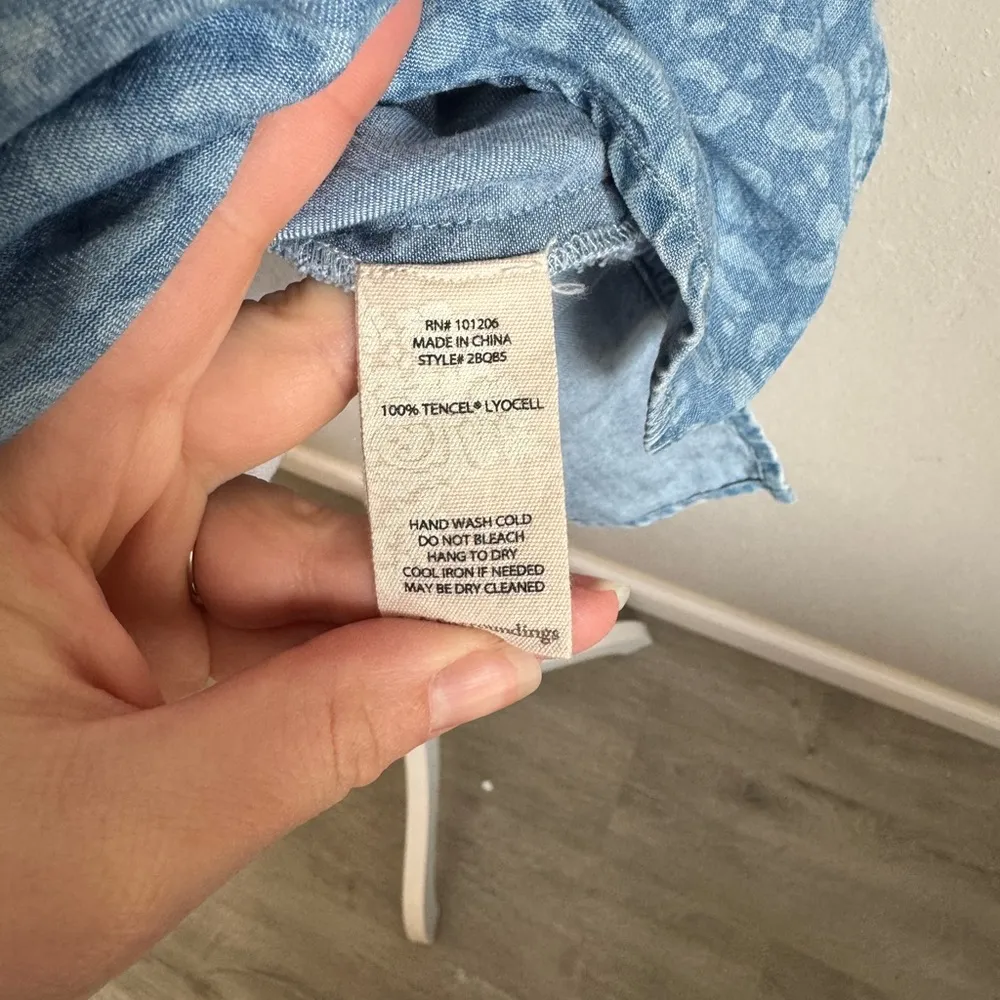 RN# 101206
MADE IN CHINA
STYLE# 2BQB5
100% TENCEL® LYOCELL
HAND WASH COLD
DO NOT BLEACH
HANG TO DRY
COOL IRON IF NEEDED
MAY BE DRY CLEANED